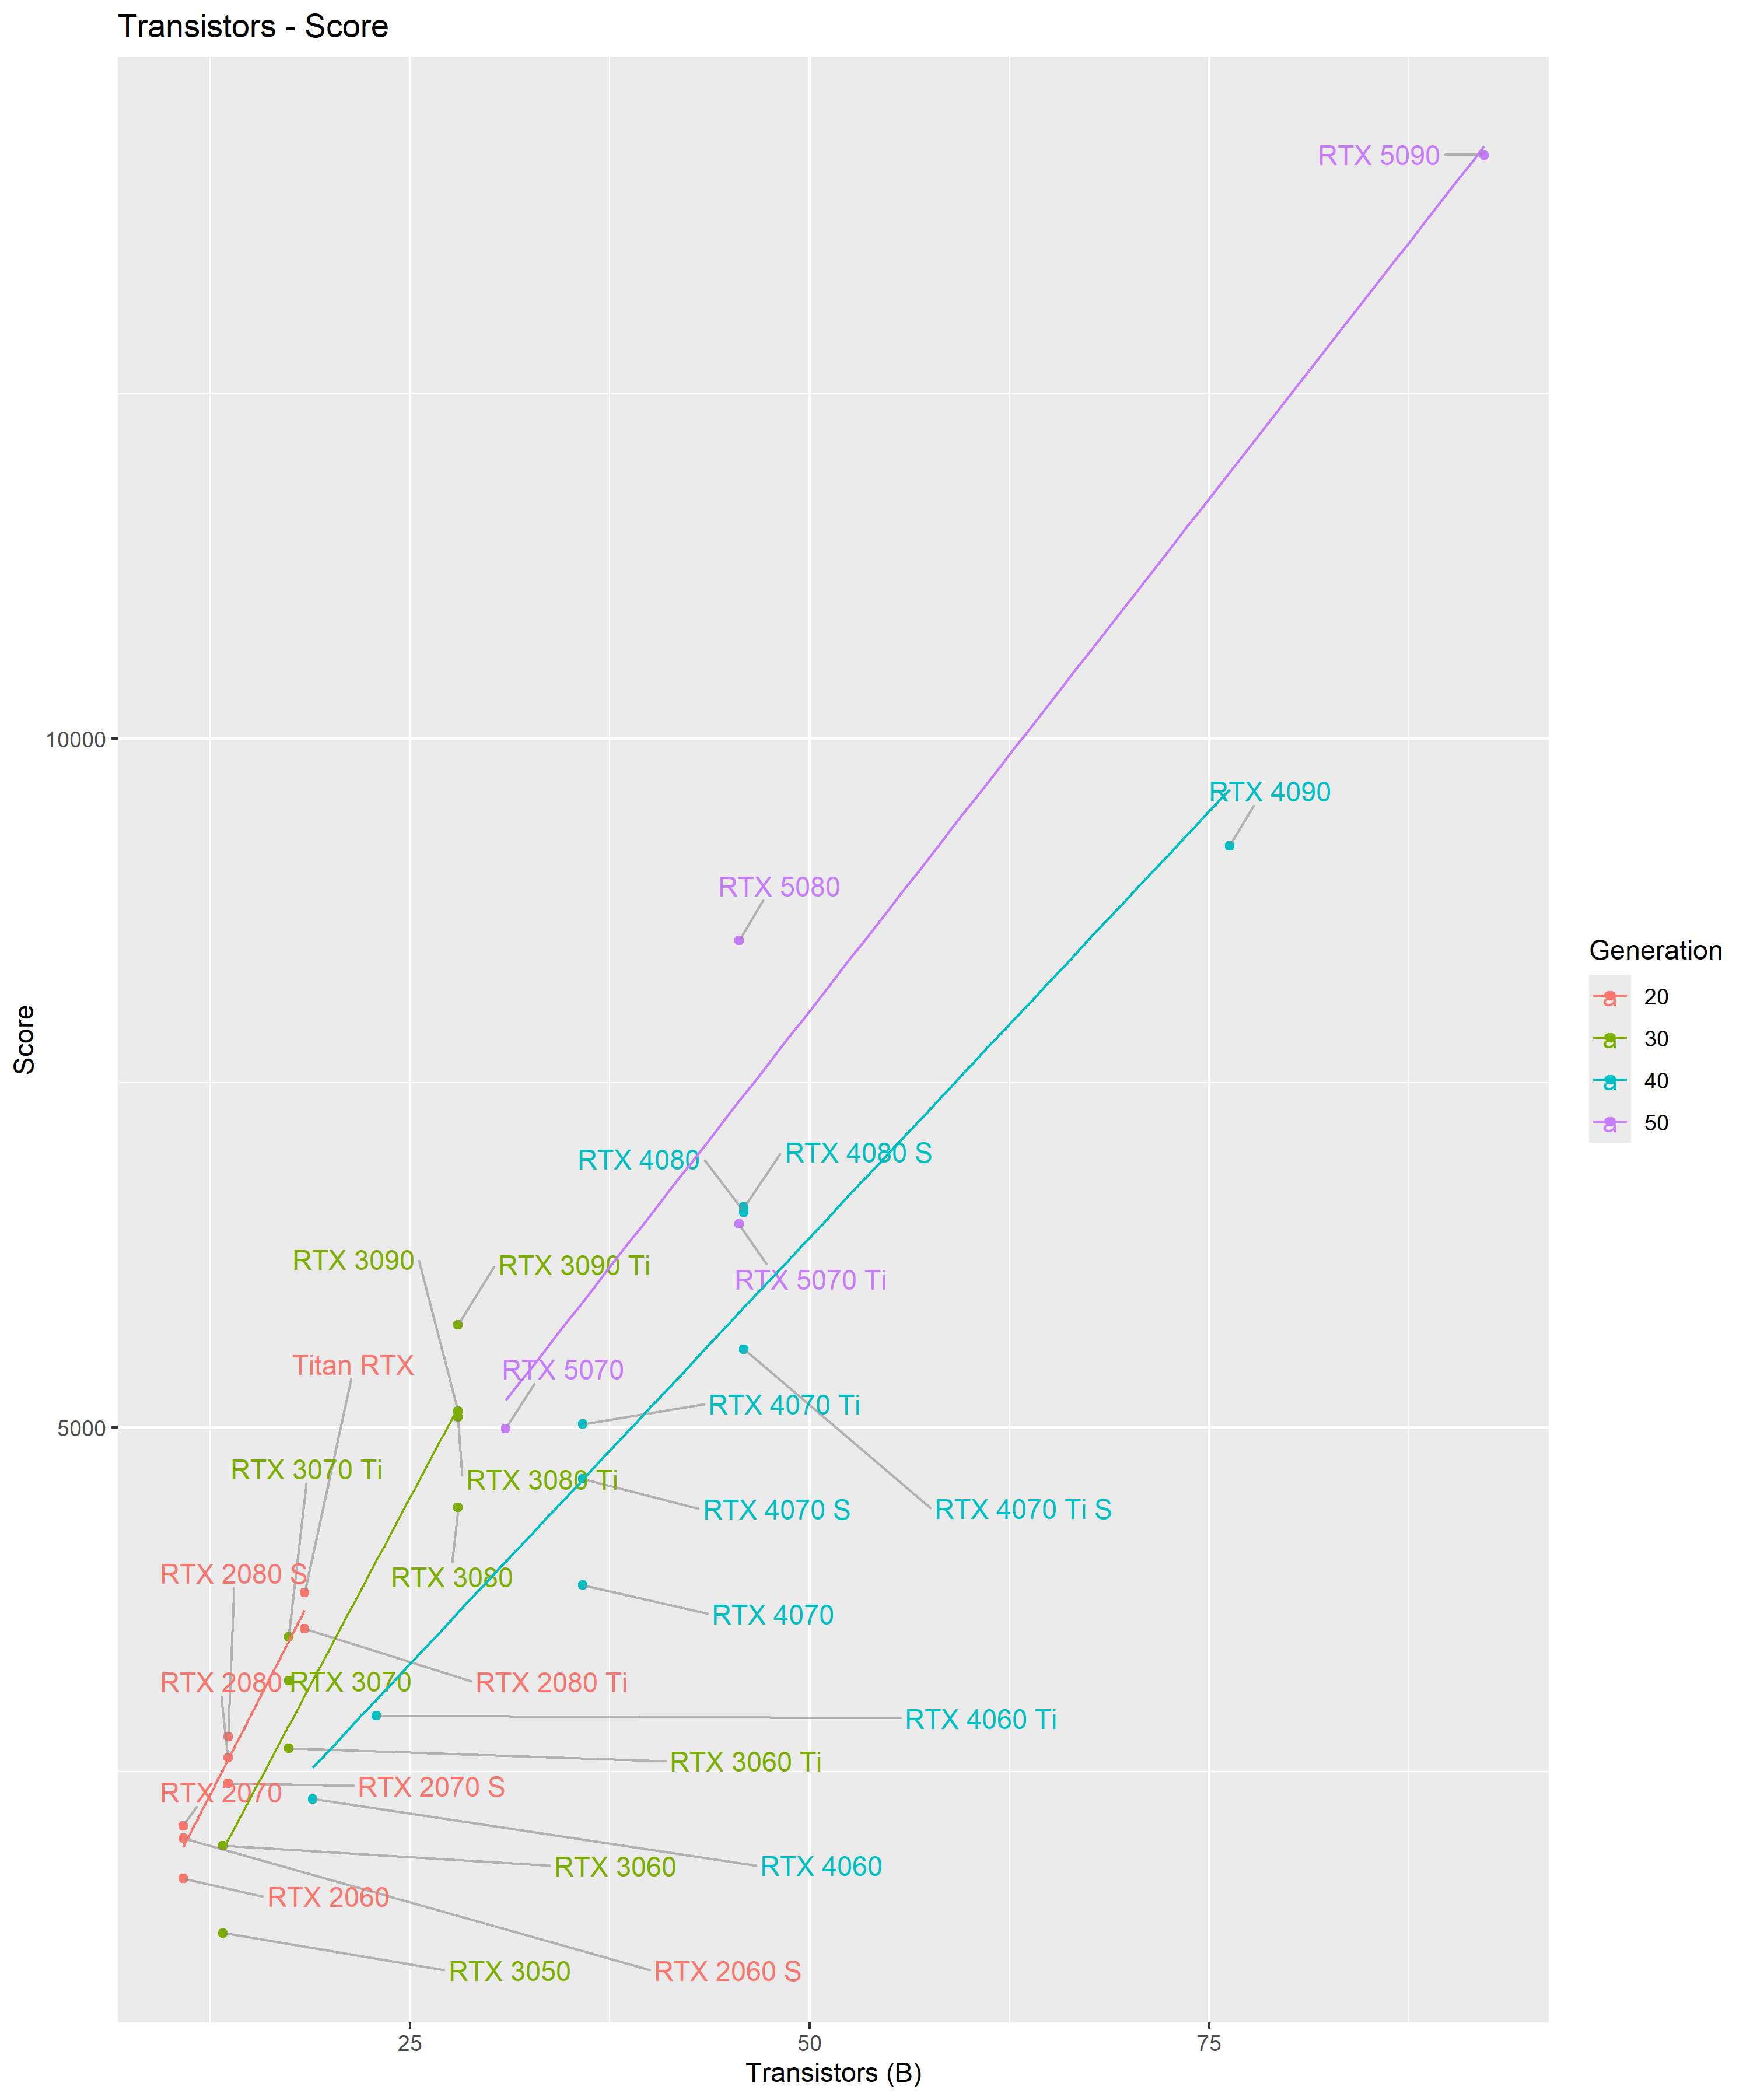 Transistors - Score
RTX 5090
10000
RTX 4090
RTX 5080
Score
Generation
a 20
a 30
a 40
a 50
RTX 4080
RTX 4080 S
RTX 3090
RTX 3090 Ti
RTX 5070 Ti
Titan RTX
RTX 5070
RTX 4070 Ti
5000
RTX 3070 Ti
RTX 3080 Ti
RTX 4070 S
RTX 4070 Ti S
RTX 2080 S
RTX 3080
RTX 4070
RTX 2080
RTX 3070
RTX 2080 Ti
RTX 4060 Ti
RTX 3060 Ti
RTX 2070
RTX 2070 S
RTX 3060
RTX 4060
RTX 2060
RTX 3050
RTX 2060 S
25
50
75
Transistors (B)